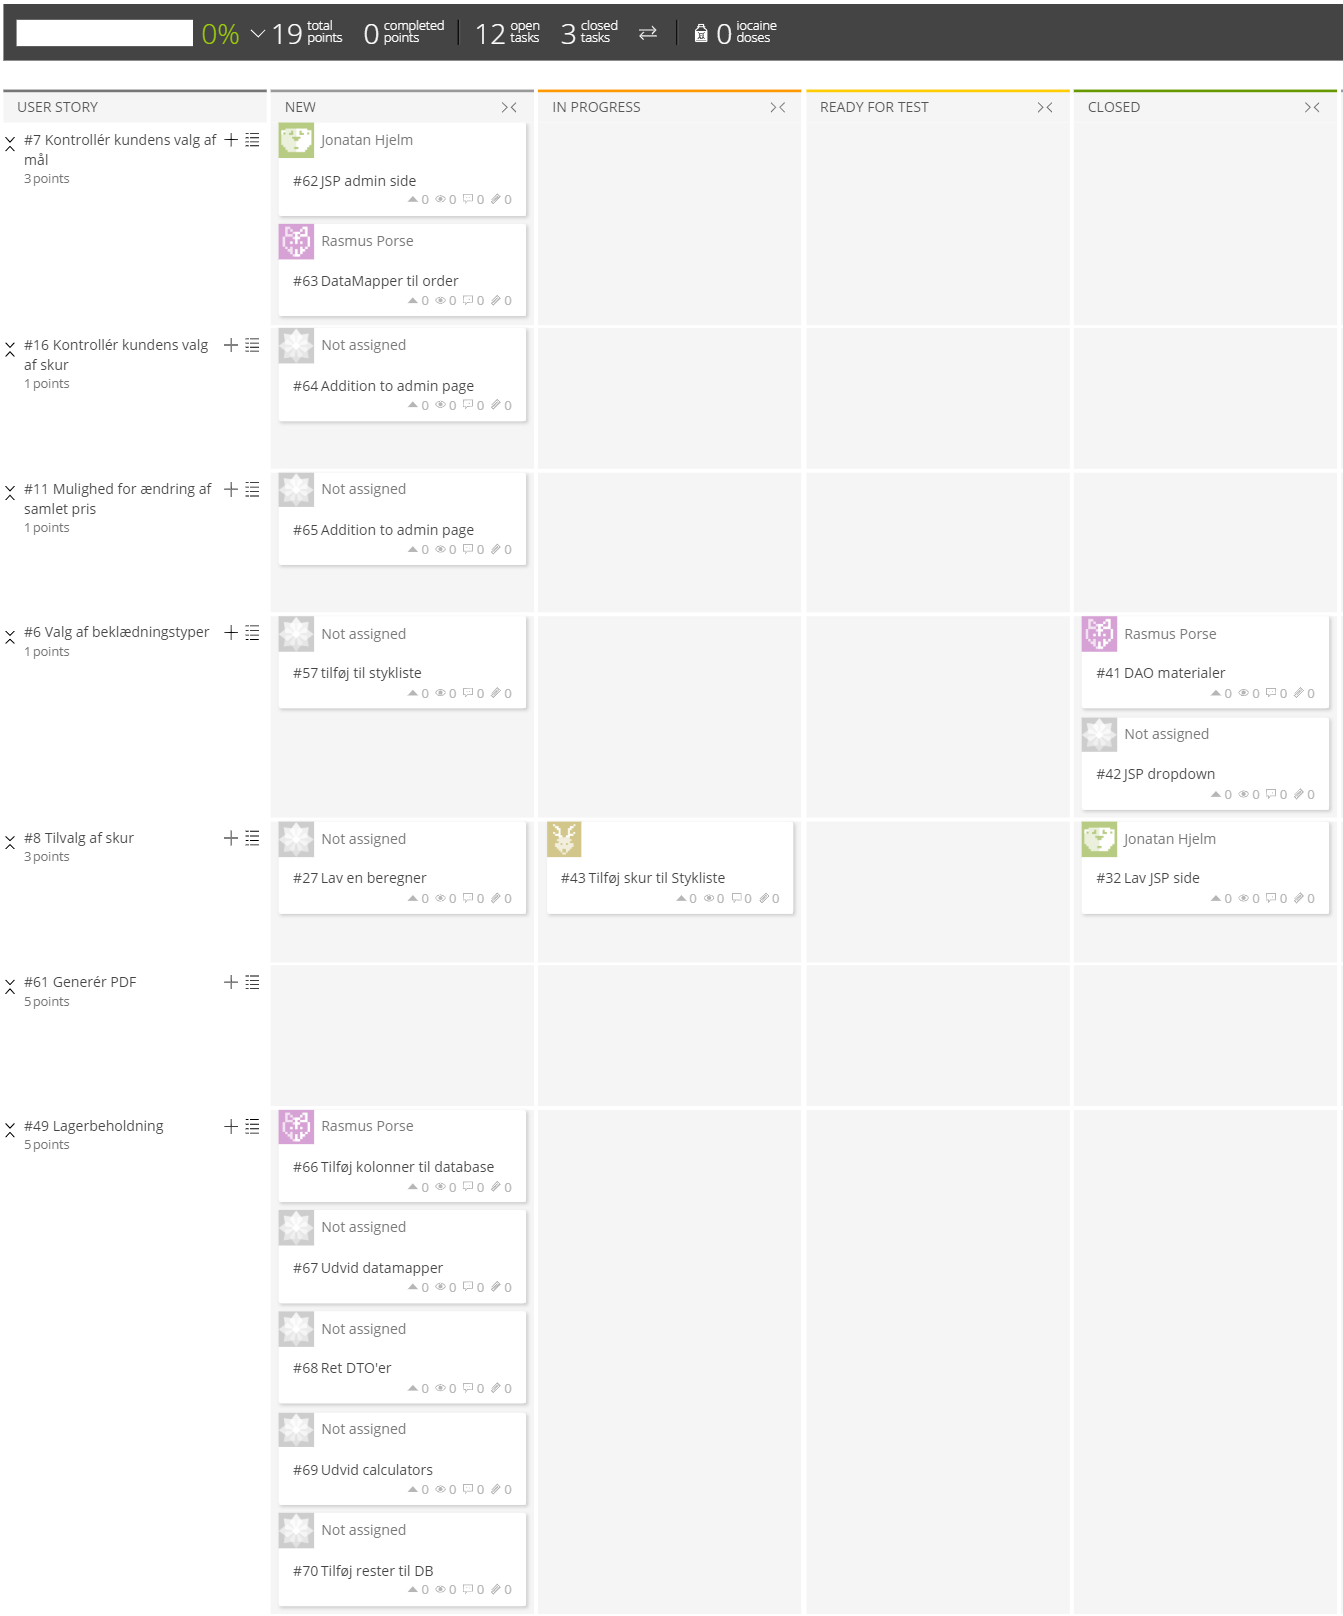 0% 19 total points 0 completed points 12 open tasks 3 closed tasks 0 iocaine doses
USER STORY NEW IN PROGRESS READY FOR TEST CLOSED
#7 Kontrollér kundens valg af
mål
3 points
Jonatan Hjelm
#62 JSP admin side
0 0 0 0
Rasmus Porse
#63 DataMapper til order
0 0 0 0
#16 Kontrollér kundens valg
af skur
1 points
Not assigned
#64 Addition to admin page
0 0 0 0
#11 Mulighed for ændring af
samlet pris
1 points
Not assigned
#65 Addition to admin page
0 0 0 0
#6 Valg af beklædningstyper
1 points
Not assigned
#57 tilføj til stykliste
0 0 0 0
Rasmus Porse
#41 DAO materialer
0 0 0 0
Not assigned
#42 JSP dropdown
0 0 0 0
#8 Tilvalg af skur
3 points
Not assigned
#27 Lav en beregner
0 0 0 0
#43 Tilføj skur til Stykliste
0 0 0 0
Jonatan Hjelm
#32 Lav JSP side
0 0 0 0
#61 Generér PDF
5 points
#49 Lagerbeholdning
5 points
Rasmus Porse
#66 Tilføj kolonner til database
0 0 0 0
Not assigned
#67 Udvid datamapper
0 0 0 0
Not assigned
#68 Ret DTO'er
0 0 0 0
Not assigned
#69 Udvid calculators
0 0 0 0
Not assigned
#70 Tilføj rester til DB
0 0 0 0